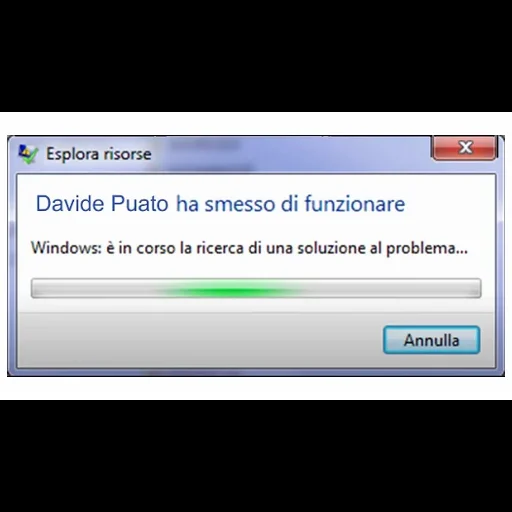 Esplora risorse
Davide Puato ha smesso di funzionare
Windows: è in corso la ricerca di una soluzione al problema...
Annulla